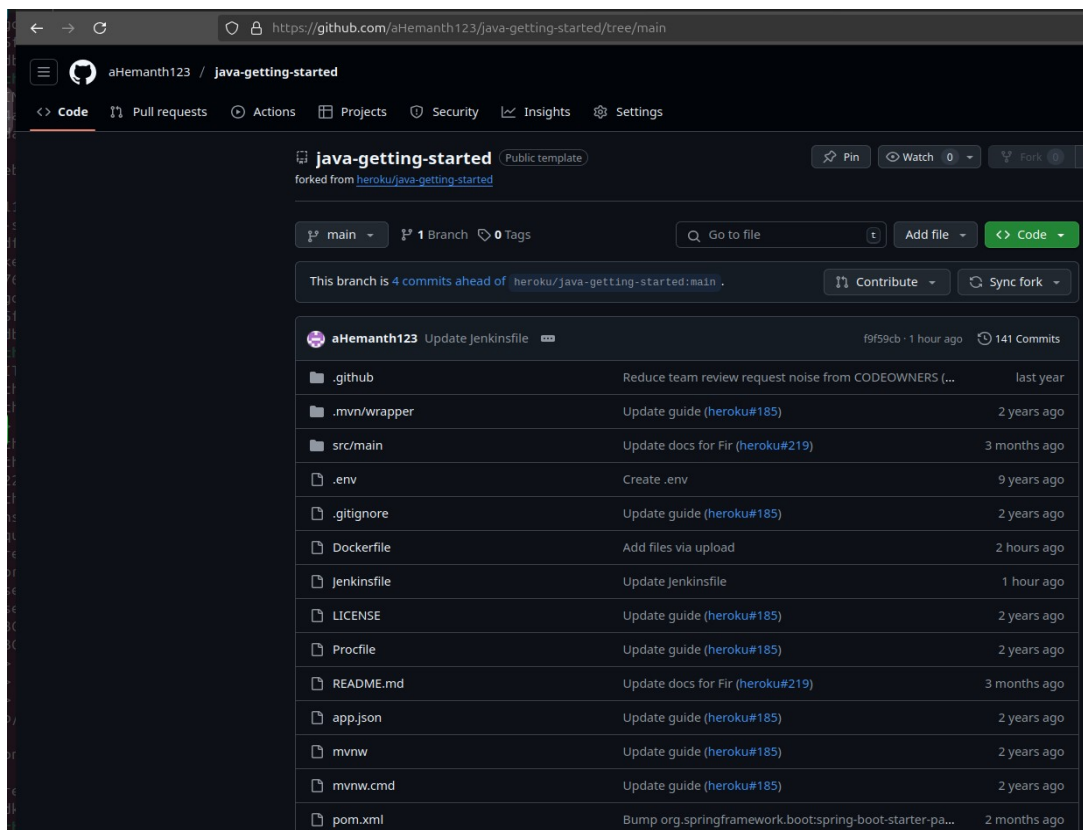 https://github.com/aHemanth123/java-getting-started/tree/main
aHemanth123 / java-getting-started
<> Code Pull requests Actions Projects Security Insights Settings
java-getting-started Public template Pin Watch 0 Fork 0
forked from heroku/java-getting-started
main 1 Branch 0 Tags Go to file t Add file <> Code
This branch is 4 commits ahead of heroku/java-getting-started:main . Contribute Sync fork
aHemanth123 Update Jenkinsfile f9f59cb · 1 hour ago 141 Commits
.github Reduce team review request noise from CODEOWNERS (... last year
.mvn/wrapper Update guide (heroku#185) 2 years ago
src/main Update docs for Fir (heroku#219) 3 months ago
.env Create .env 9 years ago
.gitignore Update guide (heroku#185) 2 years ago
Dockerfile Add files via upload 2 hours ago
Jenkinsfile Update Jenkinsfile 1 hour ago
LICENSE Update guide (heroku#185) 2 years ago
Procfile Update guide (heroku#185) 2 years ago
README.md Update docs for Fir (heroku#219) 3 months ago
app.json Update guide (heroku#185) 2 years ago
mvnw Update guide (heroku#185) 2 years ago
mvnw.cmd Update guide (heroku#185) 2 years ago
pom.xml Bump org.springframework.boot:spring-boot-starter-pa... 2 months ago